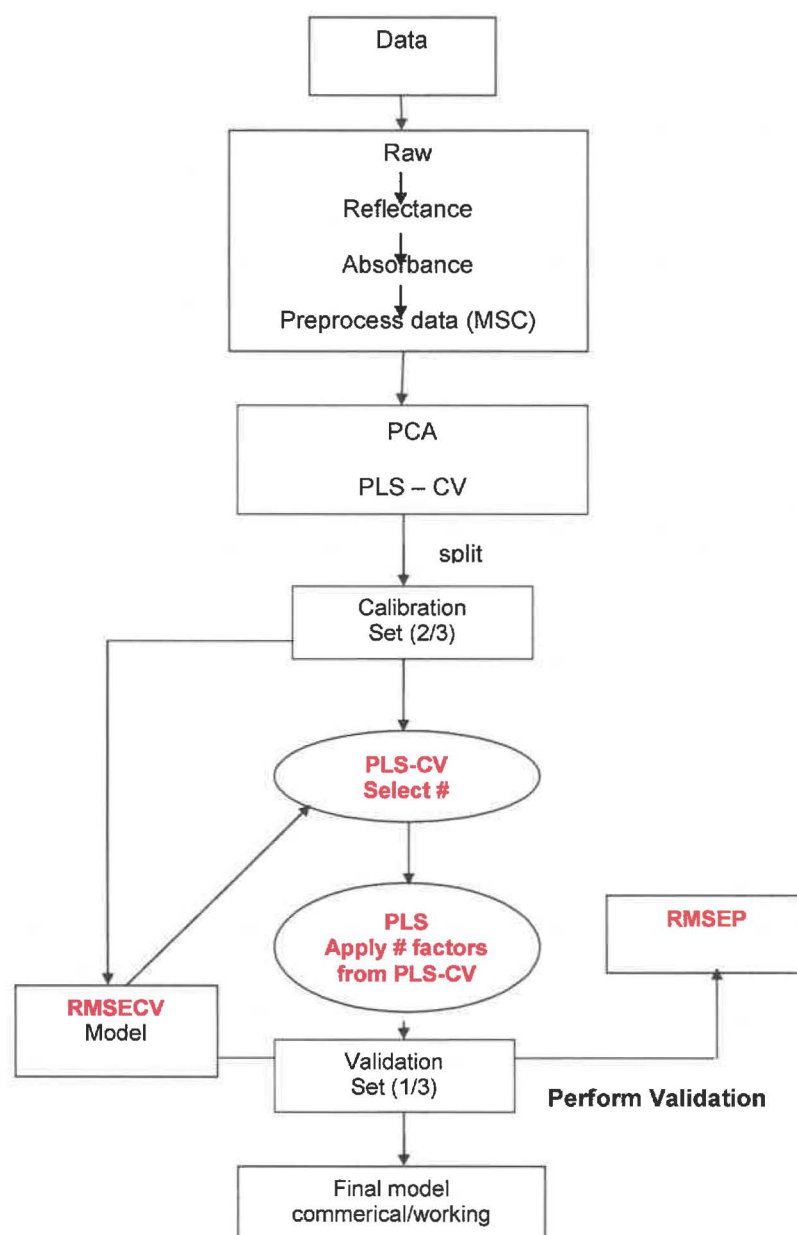 Data
Raw
Reflectance
Absorbance
Preprocess data (MSC)
PCA
PLS – CV
split
Calibration
Set (2/3)
PLS-CV
Select #
PLS
Apply # factors
from PLS-CV
RMSEP
RMSECV
Model
Validation
Set (1/3)
Perform Validation
Final model
commerical/working